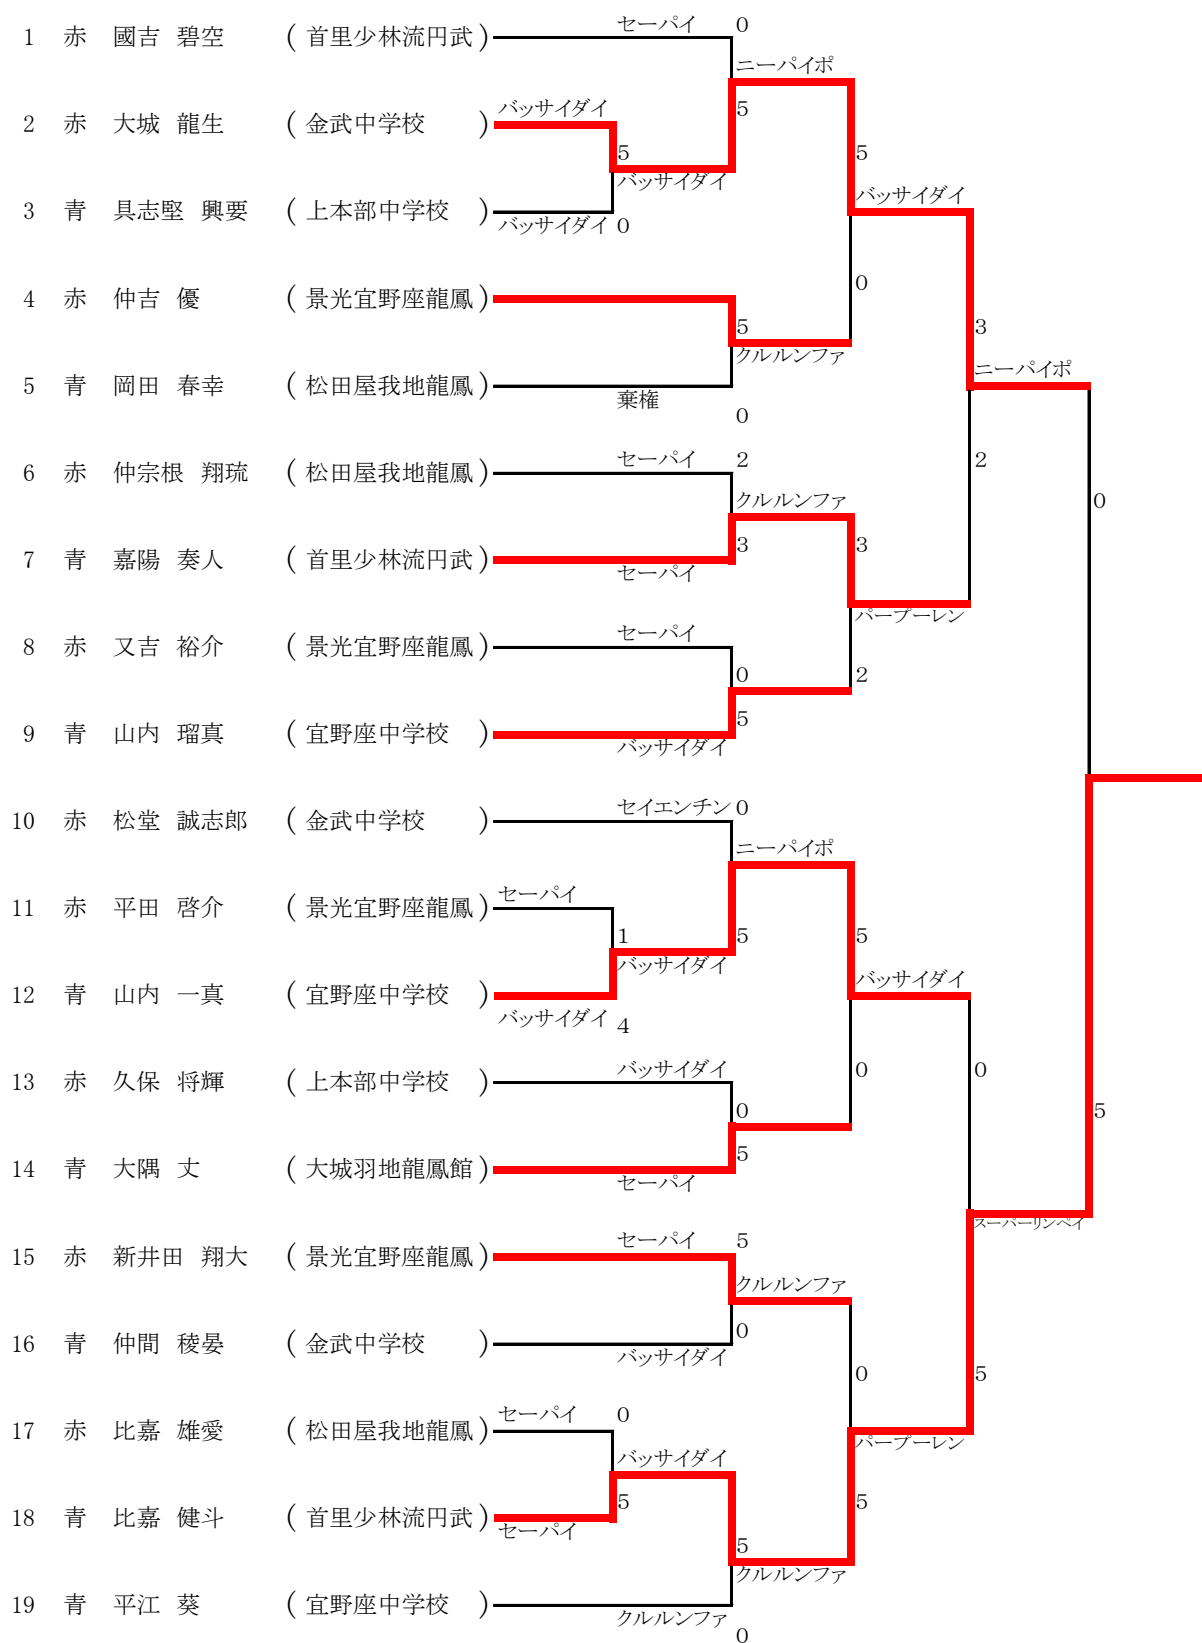 1 赤 國吉 碧空 ( 首里少林流円武 ) セーパイ 0
ニーパイポ
2 赤 大城 龍生 ( 金武中学校 ) バッサイダイ 5
5 5
バッサイダイ
3 青 具志堅 興要 ( 上本部中学校 ) バッサイダイ 0
バッサイダイ
4 赤 仲吉 優 ( 景光宜野座龍鳳 ) 0
5 3
クルルンファ
ニーパイポ
5 青 岡田 春幸 ( 松田屋我地龍鳳 ) 棄権 0
6 赤 仲宗根 翔琉 ( 松田屋我地龍鳳 ) セーパイ 2 2
クルルンファ 0
7 青 嘉陽 奏人 ( 首里少林流円武 ) セーパイ 3 3
パープーレン
8 赤 又吉 裕介 ( 景光宜野座龍鳳 ) セーパイ
0 2
9 青 山内 瑠真 ( 宜野座中学校 ) バッサイダイ 5
10 赤 松堂 誠志郎 ( 金武中学校 ) セイエンチン 0
ニーパイポ
11 赤 平田 啓介 ( 景光宜野座龍鳳 ) セーパイ
1 5 5
バッサイダイ バッサイダイ
12 青 山内 一真 ( 宜野座中学校 ) バッサイダイ 4
13 赤 久保 将輝 ( 上本部中学校 ) バッサイダイ 0 0
0 5
14 青 大隅 丈 ( 大城羽地龍鳳館 ) セーパイ 5
スーパーリンペイ
15 赤 新井田 翔大 ( 景光宜野座龍鳳 ) セーパイ 5
クルルンファ
16 青 仲間 稜晏 ( 金武中学校 ) バッサイダイ 0
0 5
17 赤 比嘉 雄愛 ( 松田屋我地龍鳳 ) セーパイ 0
バッサイダイ パープーレン
18 青 比嘉 健斗 ( 首里少林流円武 ) セーパイ 5 5
5
クルルンファ
19 青 平江 葵 ( 宜野座中学校 ) クルルンファ 0